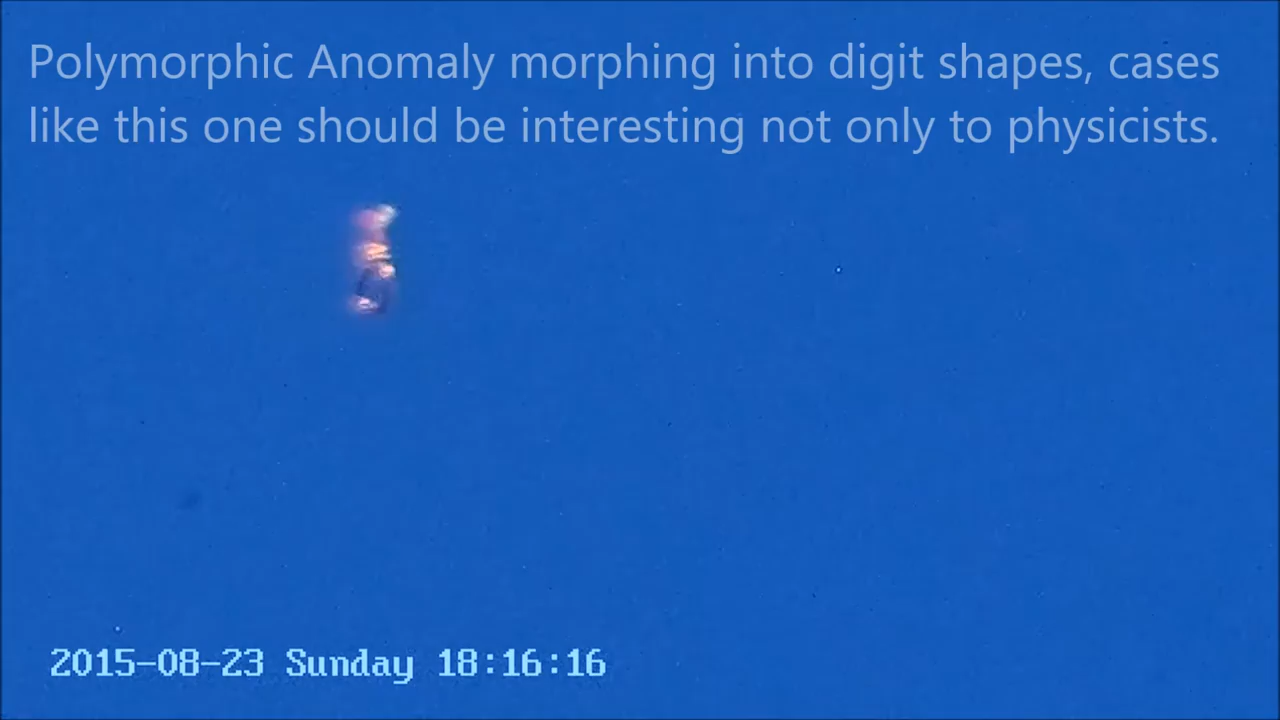 Polymorphic Anomaly morphing into digit shapes, cases
like this one should be interesting not only to physicists.
2015-08-23 Sunday 18:16:16